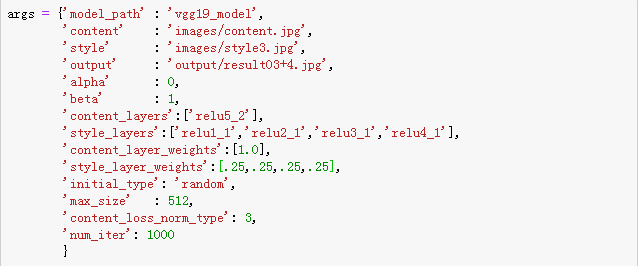 args = {'model_path' : 'vgg19_model',
'content' : 'images/content.jpg',
'style' : 'images/style3.jpg',
'output' : 'output/result03+4.jpg',
'alpha' : 0,
'beta' : 1,
'content_layers':['relu5_2'],
'style_layers':['relu1_1','relu2_1','relu3_1','relu4_1'],
'content_layer_weights':[1.0],
'style_layer_weights':[.25,.25,.25,.25],
'initial_type': 'random',
'max_size' : 512,
'content_loss_norm_type': 3,
'num_iter': 1000
}